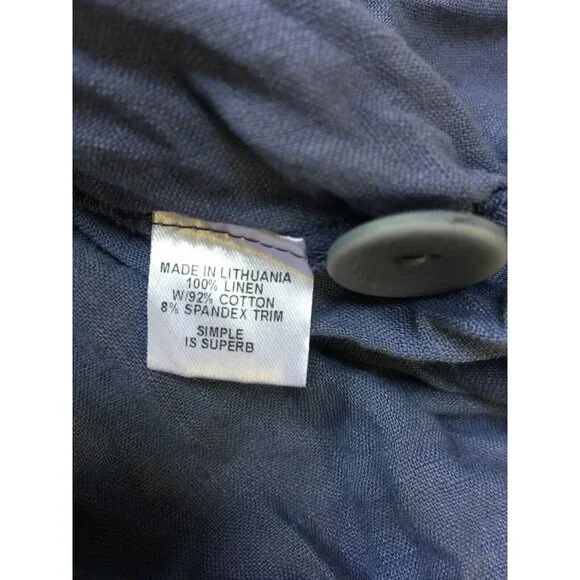 MADE IN LITHUANIA
100% LINEN
W/92% COTTON
8% SPANDEX TRIM
SIMPLE
IS SUPERB